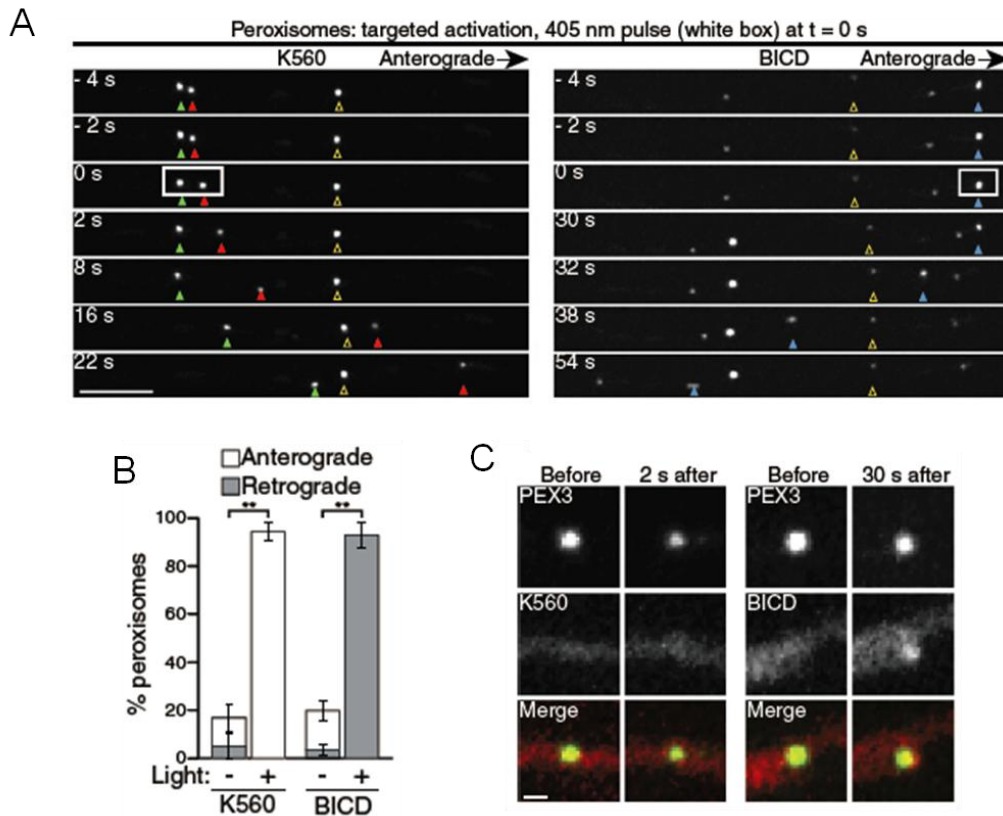 A
Peroxisomes: targeted activation, 405 nm pulse (white box) at t = 0 s
K560 Anterograde→
- 4 s
- 2 s
0 s
2 s
8 s
16 s
22 s
BICD Anterograde→
- 4 s
- 2 s
0 s
30 s
32 s
38 s
54 s
B
Anterograde
Retrograde
** **
100
80
60
40
20
0
% peroxisomes
Light: - + - +
K560 BICD
C
Before 2 s after Before 30 s after
PEX3 PEX3
K560 BICD
Merge Merge